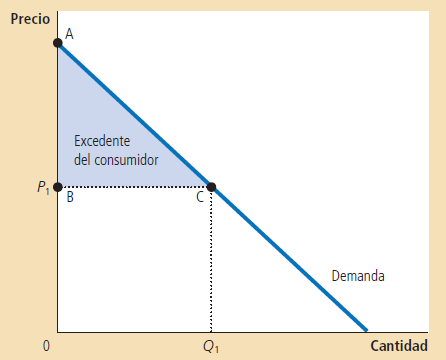 Precio
A
Excedente
del consumidor
P1
B
C
Demanda
0
Q1
Cantidad